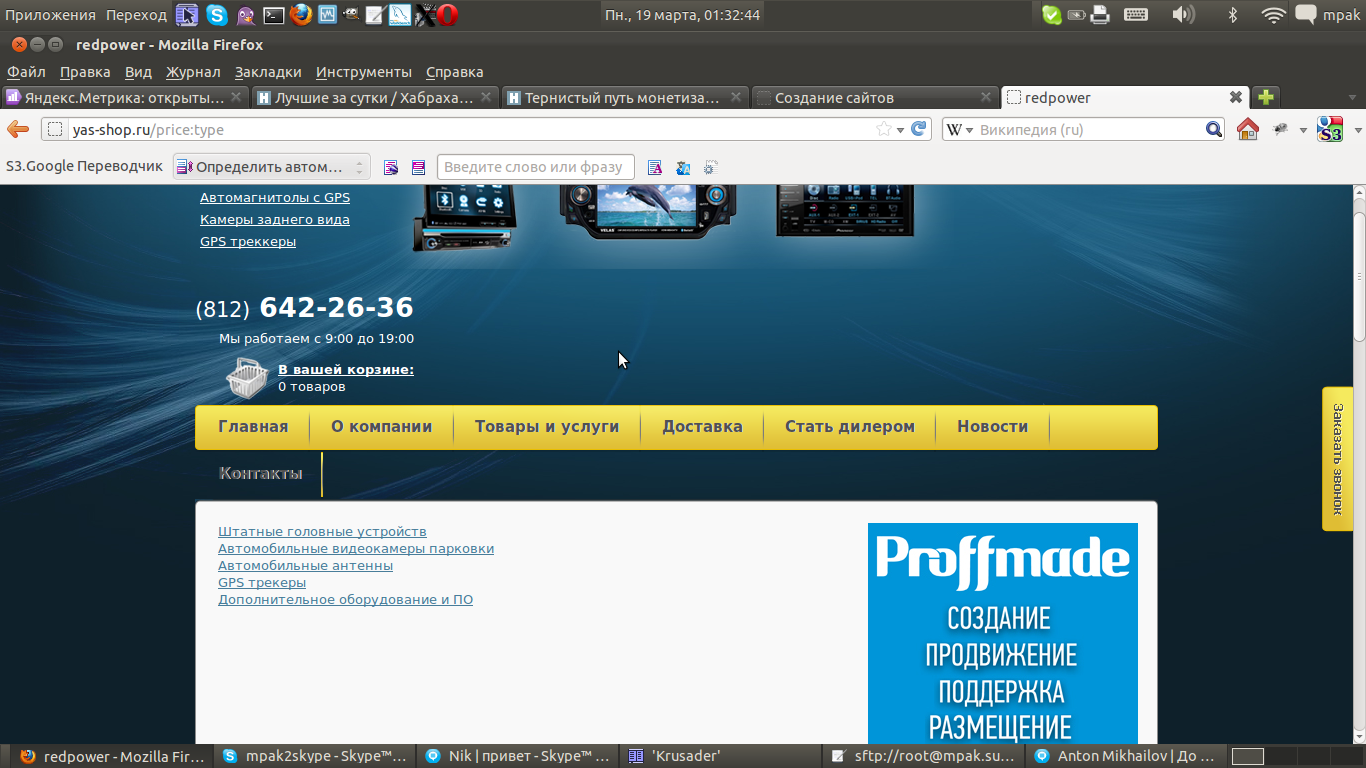 Приложения Переход Пн., 19 марта, 01:32:44 mpak
redpower - Mozilla Firefox
Файл Правка Вид Журнал Закладки Инструменты Справка
Яндекс.Метрика: открыты... Лучшие за сутки / Хабраха... Тернистый путь монетиза... Создание сайтов redpower
yas-shop.ru/price:type W Википедия (ru) S3
S3.Google Переводчик Определить автом... Введите слово или фразу
Автомагнитолы с GPS
Камеры заднего вида
GPS треккеры
(812) 642-26-36
Мы работаем с 9:00 до 19:00
В вашей корзине:
0 товаров
Главная О компании Товары и услуги Доставка Стать дилером Новости
Контакты
Заказать звонок
Штатные головные устройств
Автомобильные видеокамеры парковки
Автомобильные антенны
GPS трекеры
Дополнительное оборудование и ПО
Proffmade
СОЗДАНИЕ
ПРОДВИЖЕНИЕ
ПОДДЕРЖКА
РАЗМЕЩЕНИЕ
redpower - Mozilla Fir... mpak2skype - Skype™... Nik | привет - Skype™ ... 'Krusader' sftp://root@mpak.su... Anton Mikhailov | До ...